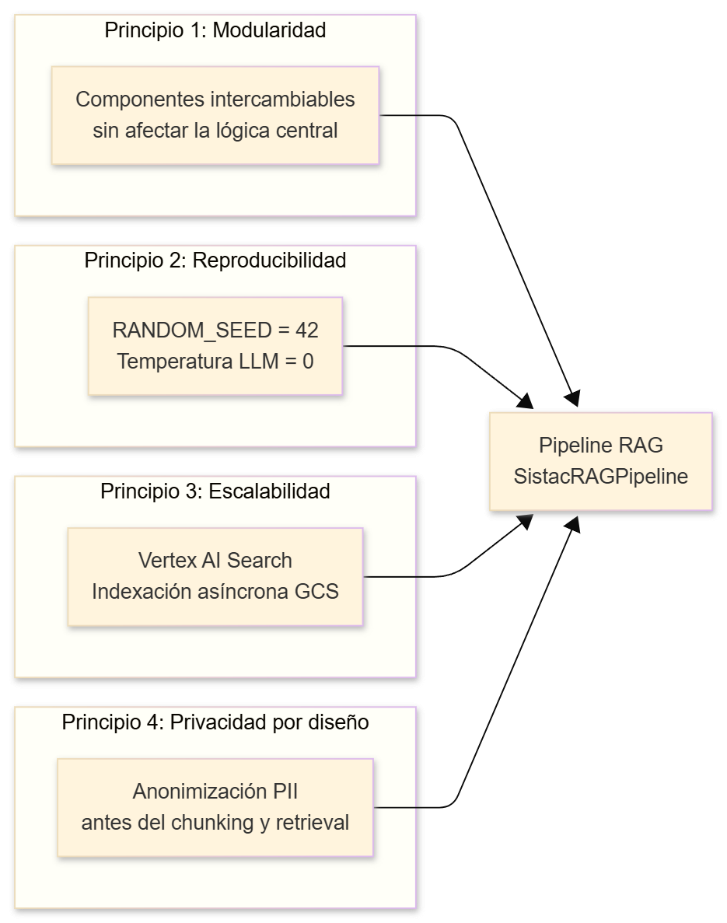 Principio 1: Modularidad
Componentes intercambiables
sin afectar la lógica central
Principio 2: Reproducibilidad
RANDOM_SEED = 42
Temperatura LLM = 0
Principio 3: Escalabilidad
Vertex AI Search
Indexación asíncrona GCS
Principio 4: Privacidad por diseño
Anonimización PII
antes del chunking y retrieval
Pipeline RAG
SistacRAGPipeline